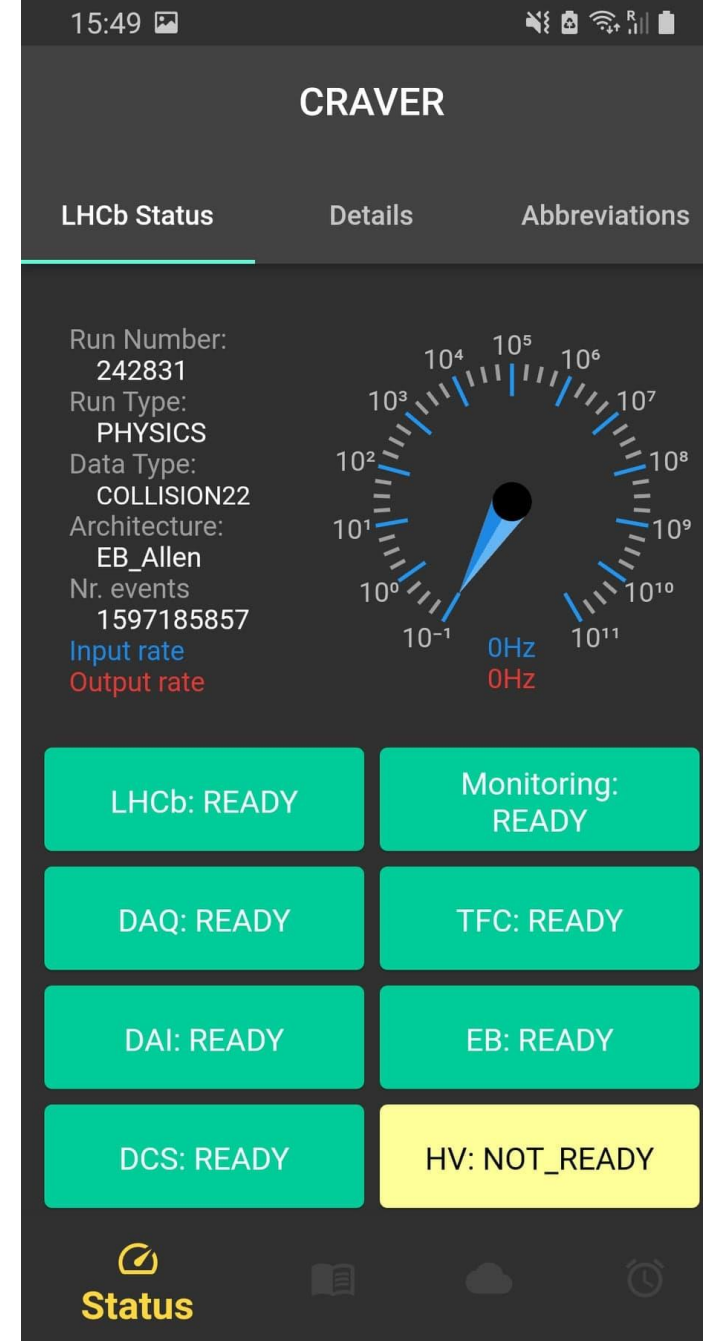 15:49
CRAVER
LHCb Status Details Abbreviations
Run Number:
242831
Run Type:
PHYSICS
Data Type:
COLLISION22
Architecture:
EB_Allen
Nr. events
1597185857
Input rate
Output rate
10⁻¹
10⁰
10¹
10²
10³
10⁴
10⁵
10⁶
10⁷
10⁸
10⁹
10¹⁰
10¹¹
0Hz
0Hz
LHCb: READY
Monitoring:
READY
DAQ: READY
TFC: READY
DAI: READY
EB: READY
DCS: READY
HV: NOT_READY
Status